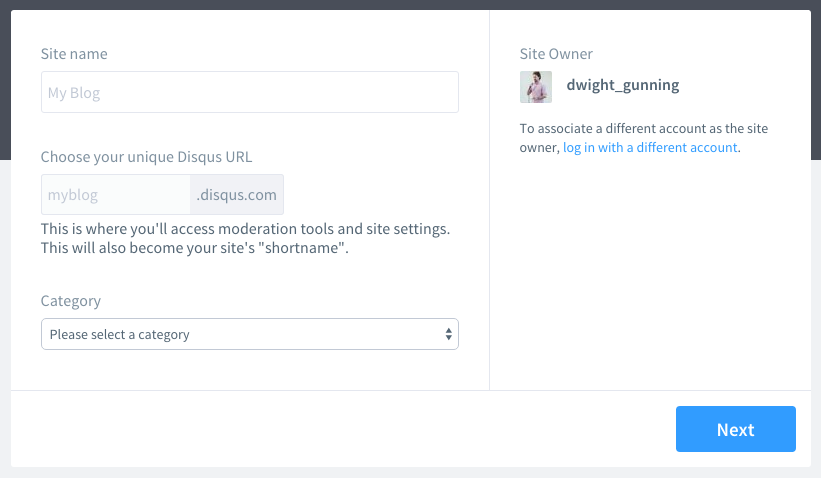 Site name
My Blog
Choose your unique Disqus URL
myblog .disqus.com
This is where you'll access moderation tools and site settings.
This will also become your site's "shortname".
Category
Please select a category
Site Owner
dwight_gunning
To associate a different account as the site
owner, log in with a different account.
Next